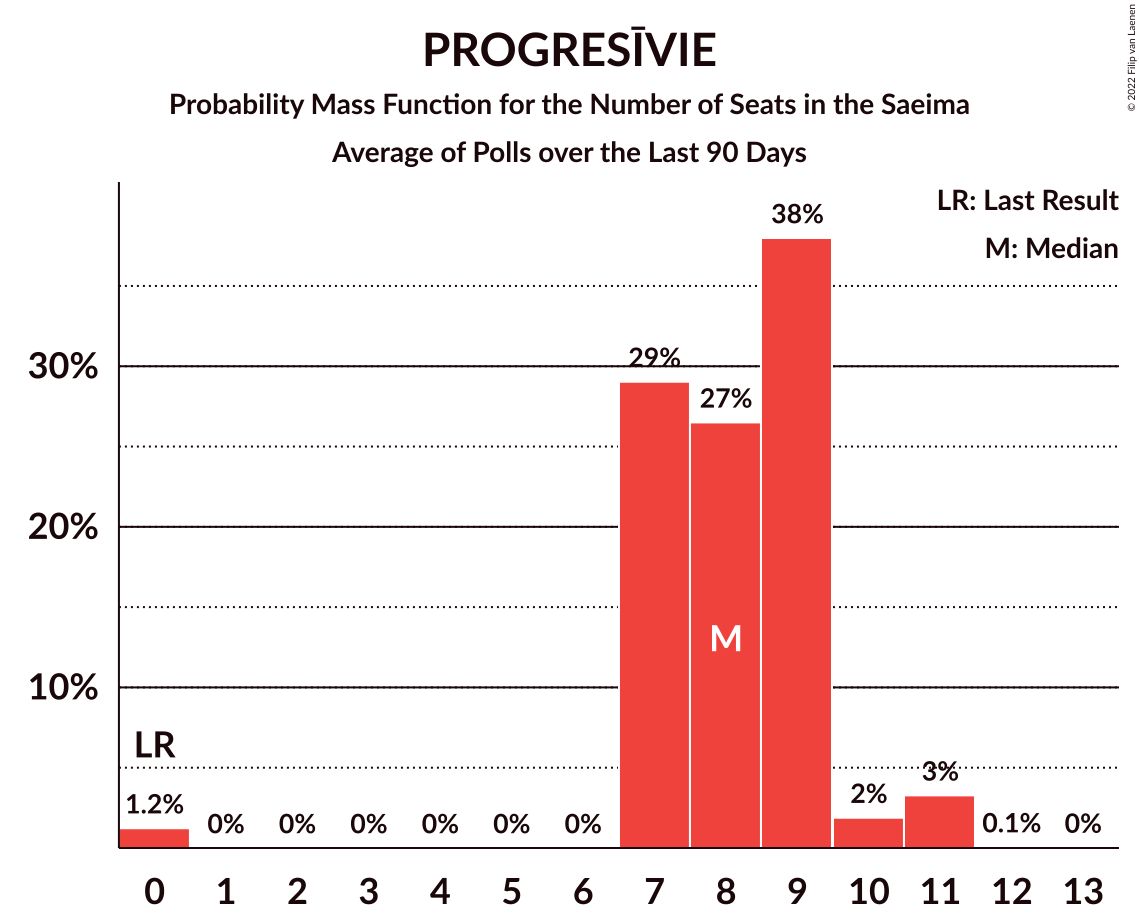 PROGRESĪVIE
Probability Mass Function for the Number of Seats in the Saeima
Average of Polls over the Last 90 Days
© 2022 Filip van Laenen
LR: Last Result
M: Median
30%
20%
10%
LR
1.2%
0%
0%
0%
0%
0%
0%
29%
27%
38%
2%
3%
0.1%
0%
M
0 1 2 3 4 5 6 7 8 9 10 11 12 13